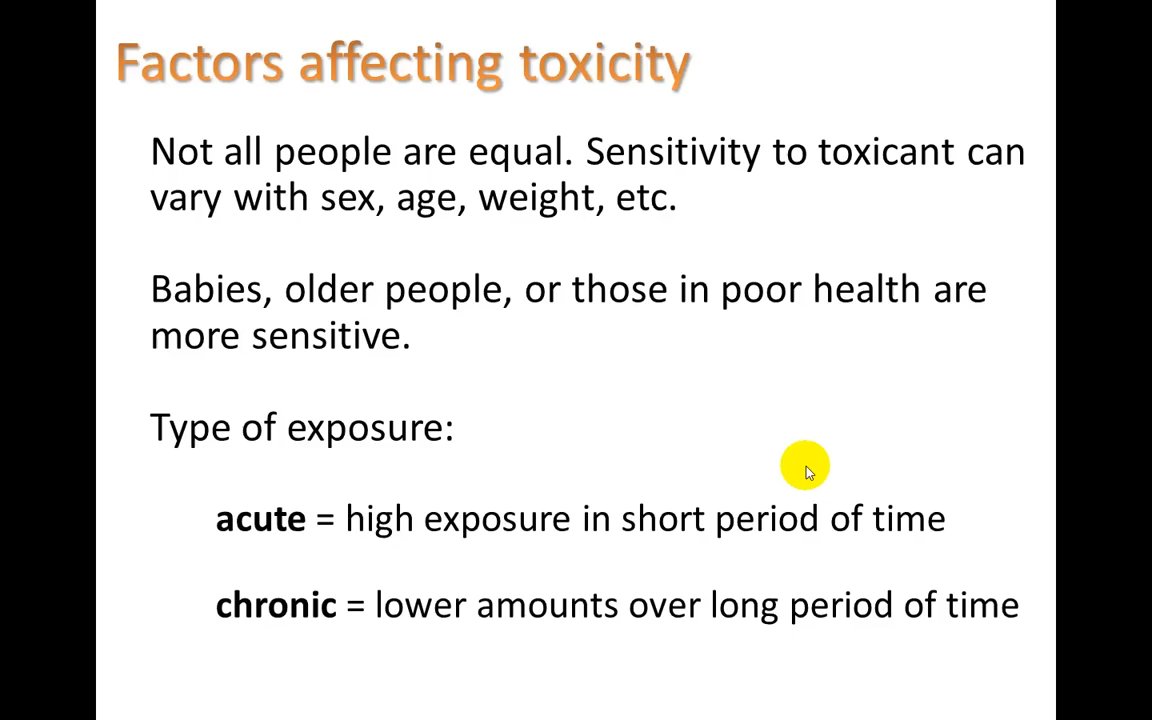 Factors affecting toxicity
Not all people are equal. Sensitivity to toxicant can
vary with sex, age, weight, etc.
Babies, older people, or those in poor health are
more sensitive.
Type of exposure:
acute = high exposure in short period of time
chronic = lower amounts over long period of time